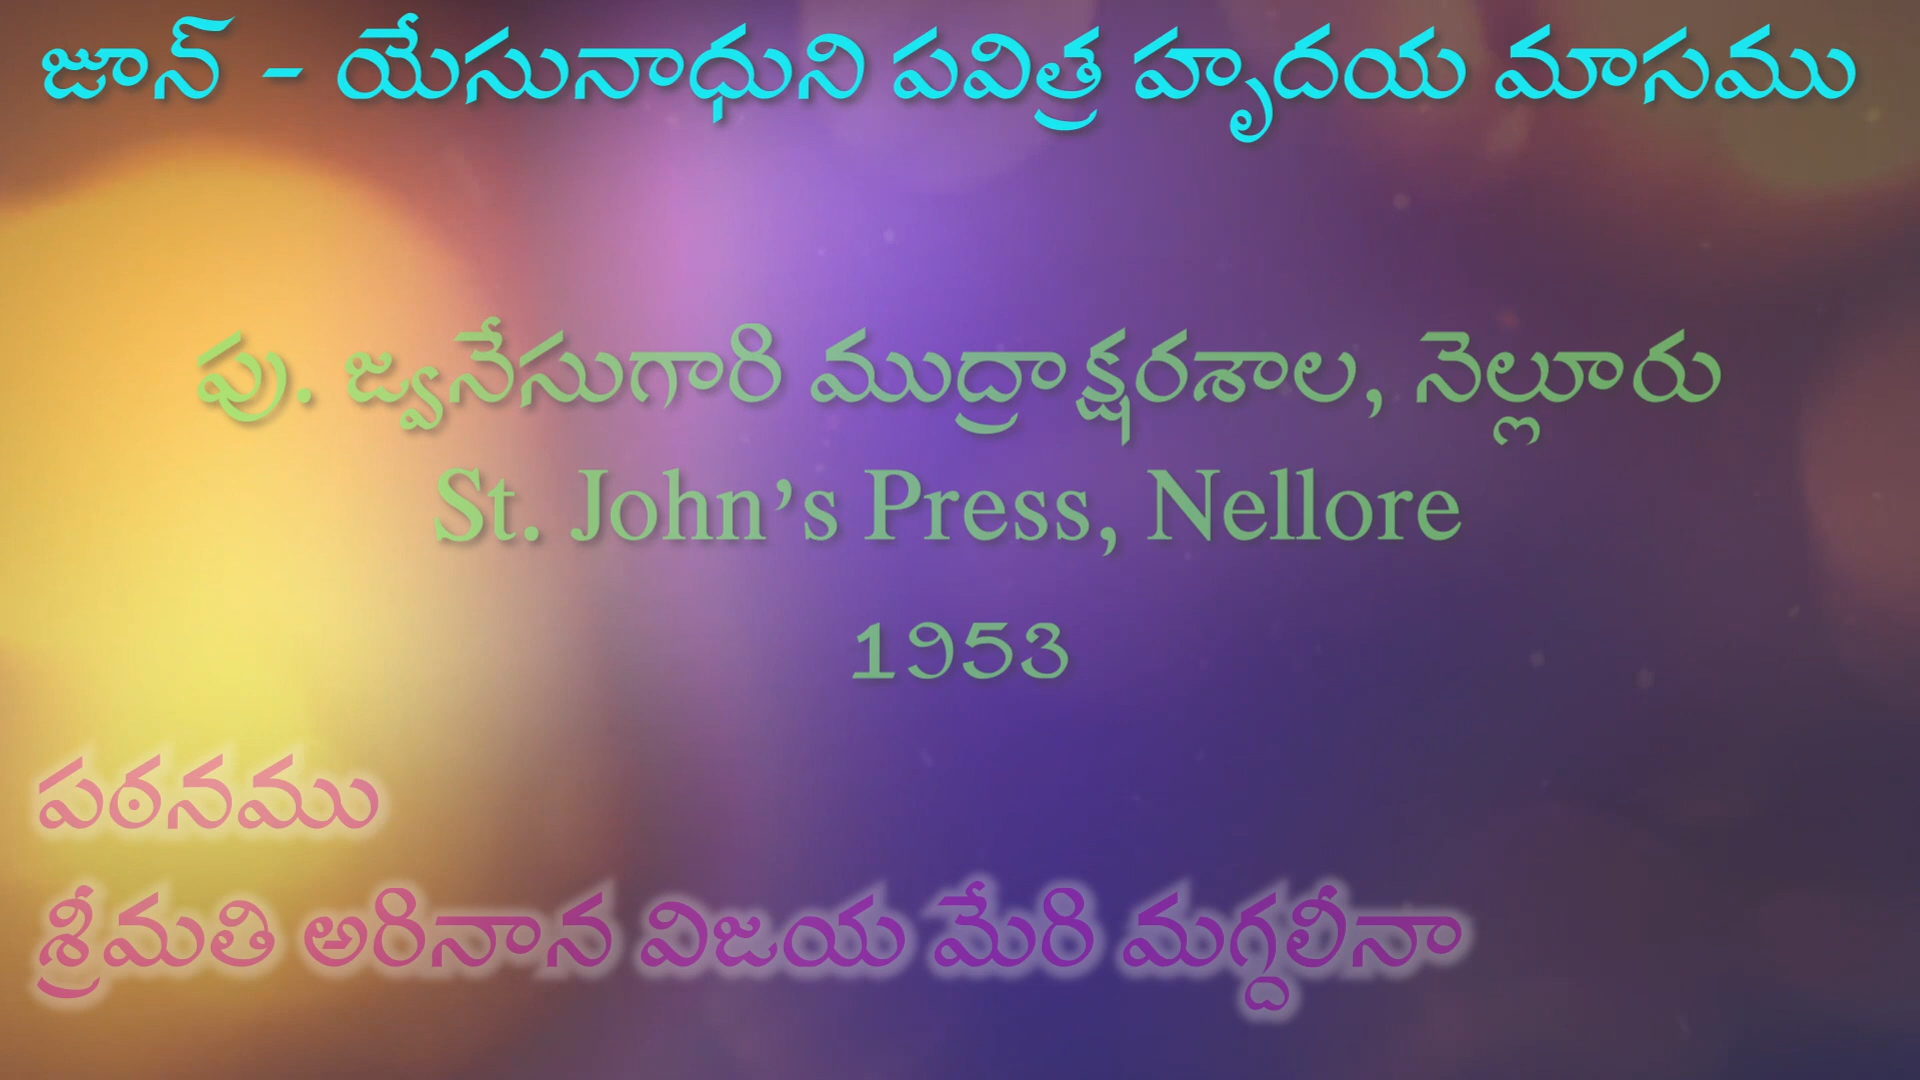 జూన్ - యేసునాధుని పవిత్ర హృదయ మాసము
పు. జ్వనేసుగారి ముద్రాక్షరశాల, నెల్లూరు
St. John's Press, Nellore
1953
పఠనము
శ్రీమతి అరినాన విజయ మేరి మగ్దలీనా